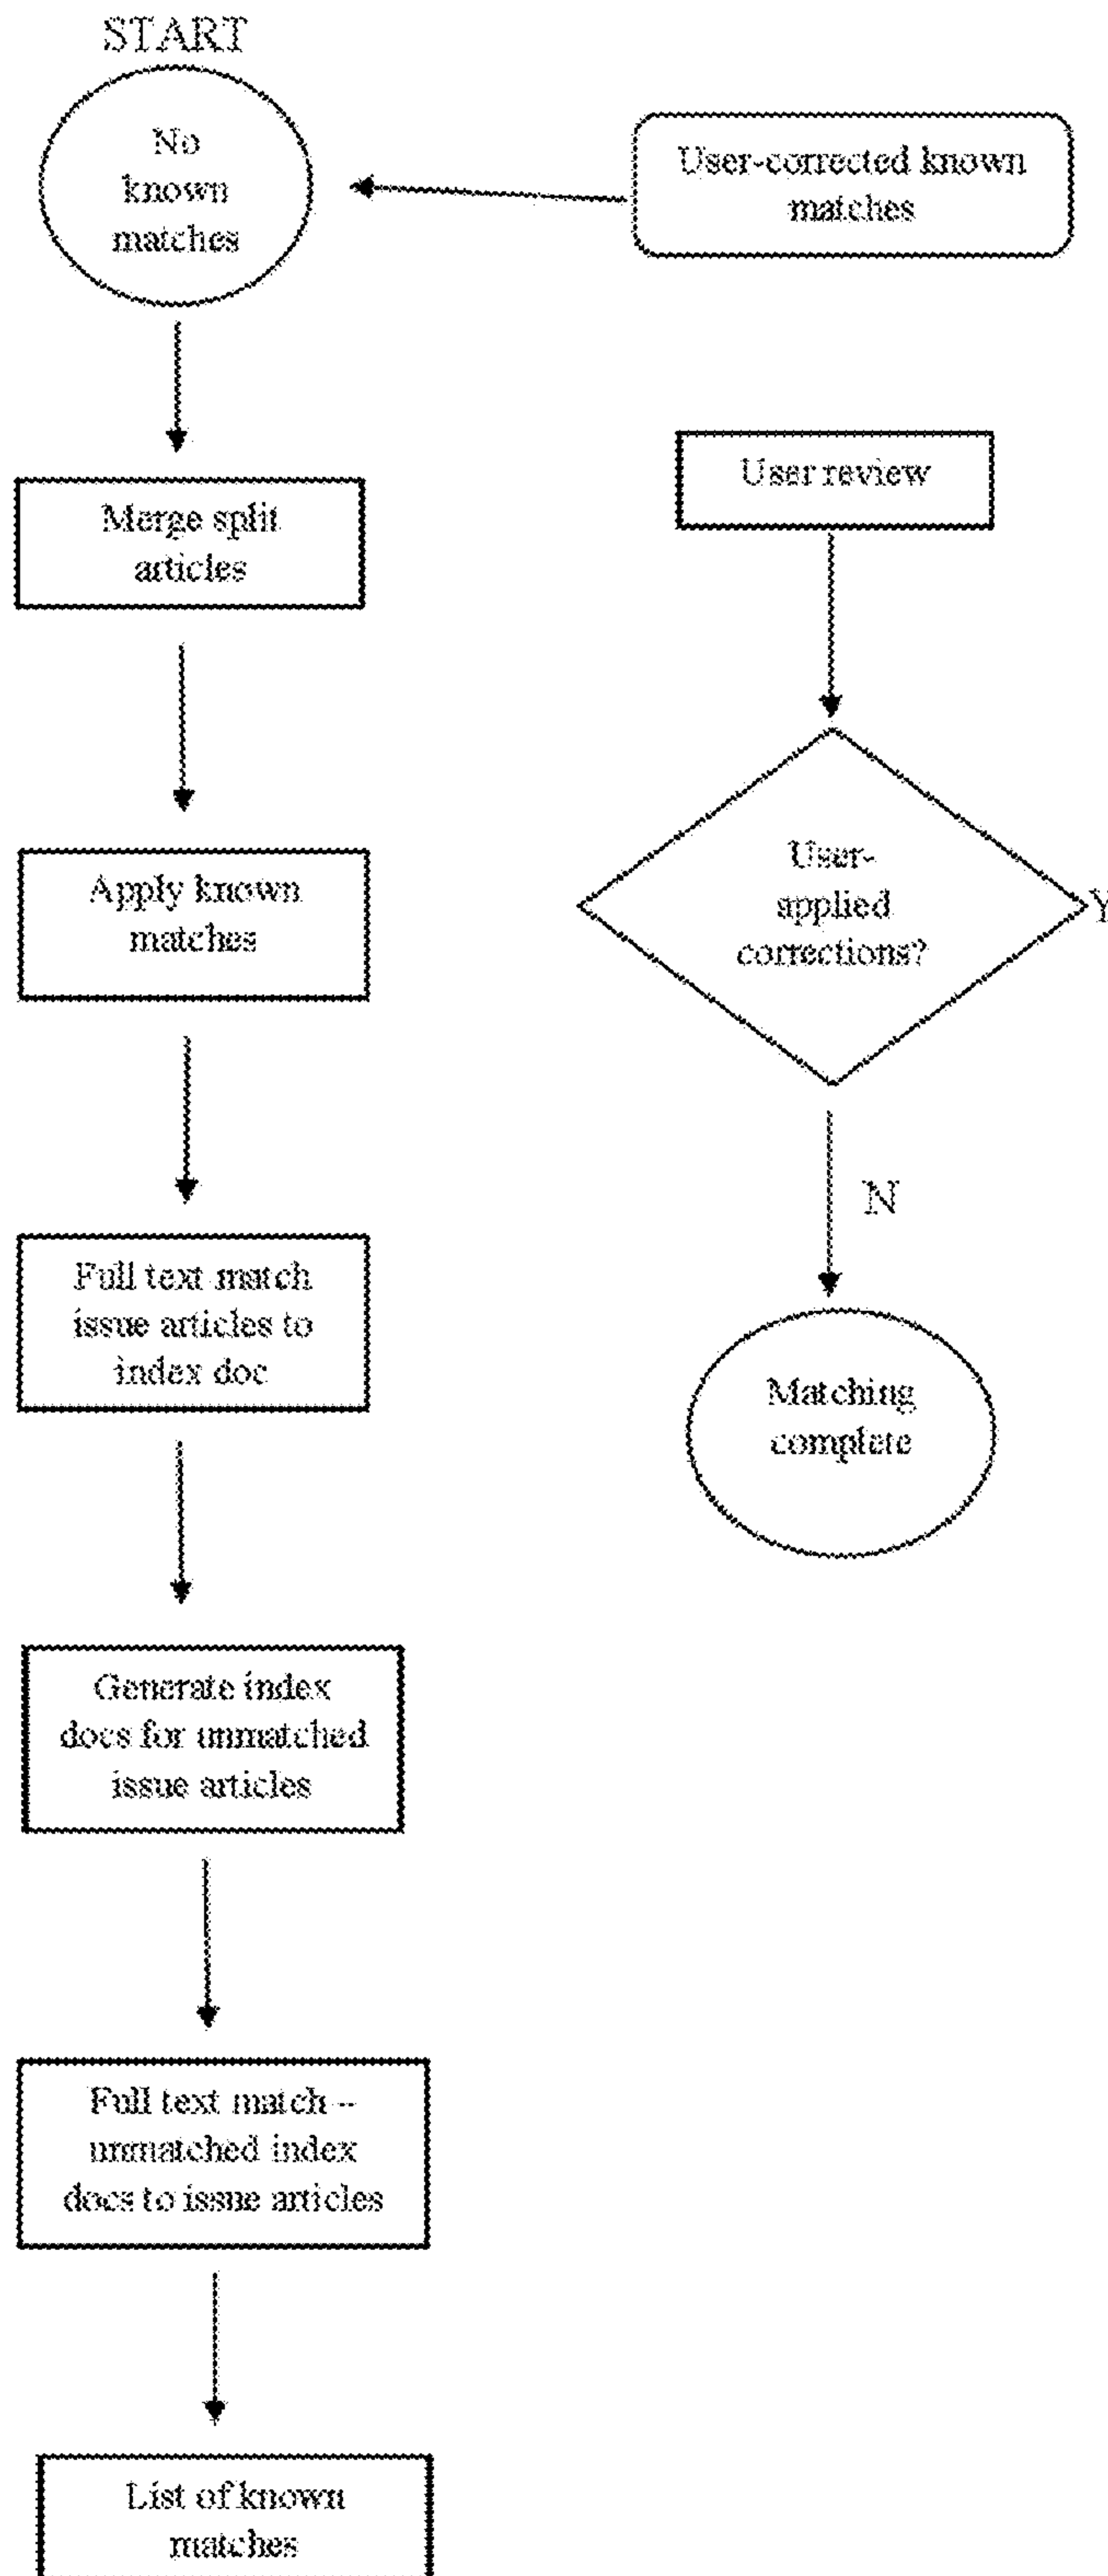 START
No
known
matches
User-corrected known
matches
Merge split
articles
Apply known
matches
Full text match
issue articles to
index doc
Generate index
docs for unmatched
issue articles
Full text match –
unmatched index
docs to issue articles
List of known
matches
User review
User-
applied
corrections?
Y
N
Matching
complete